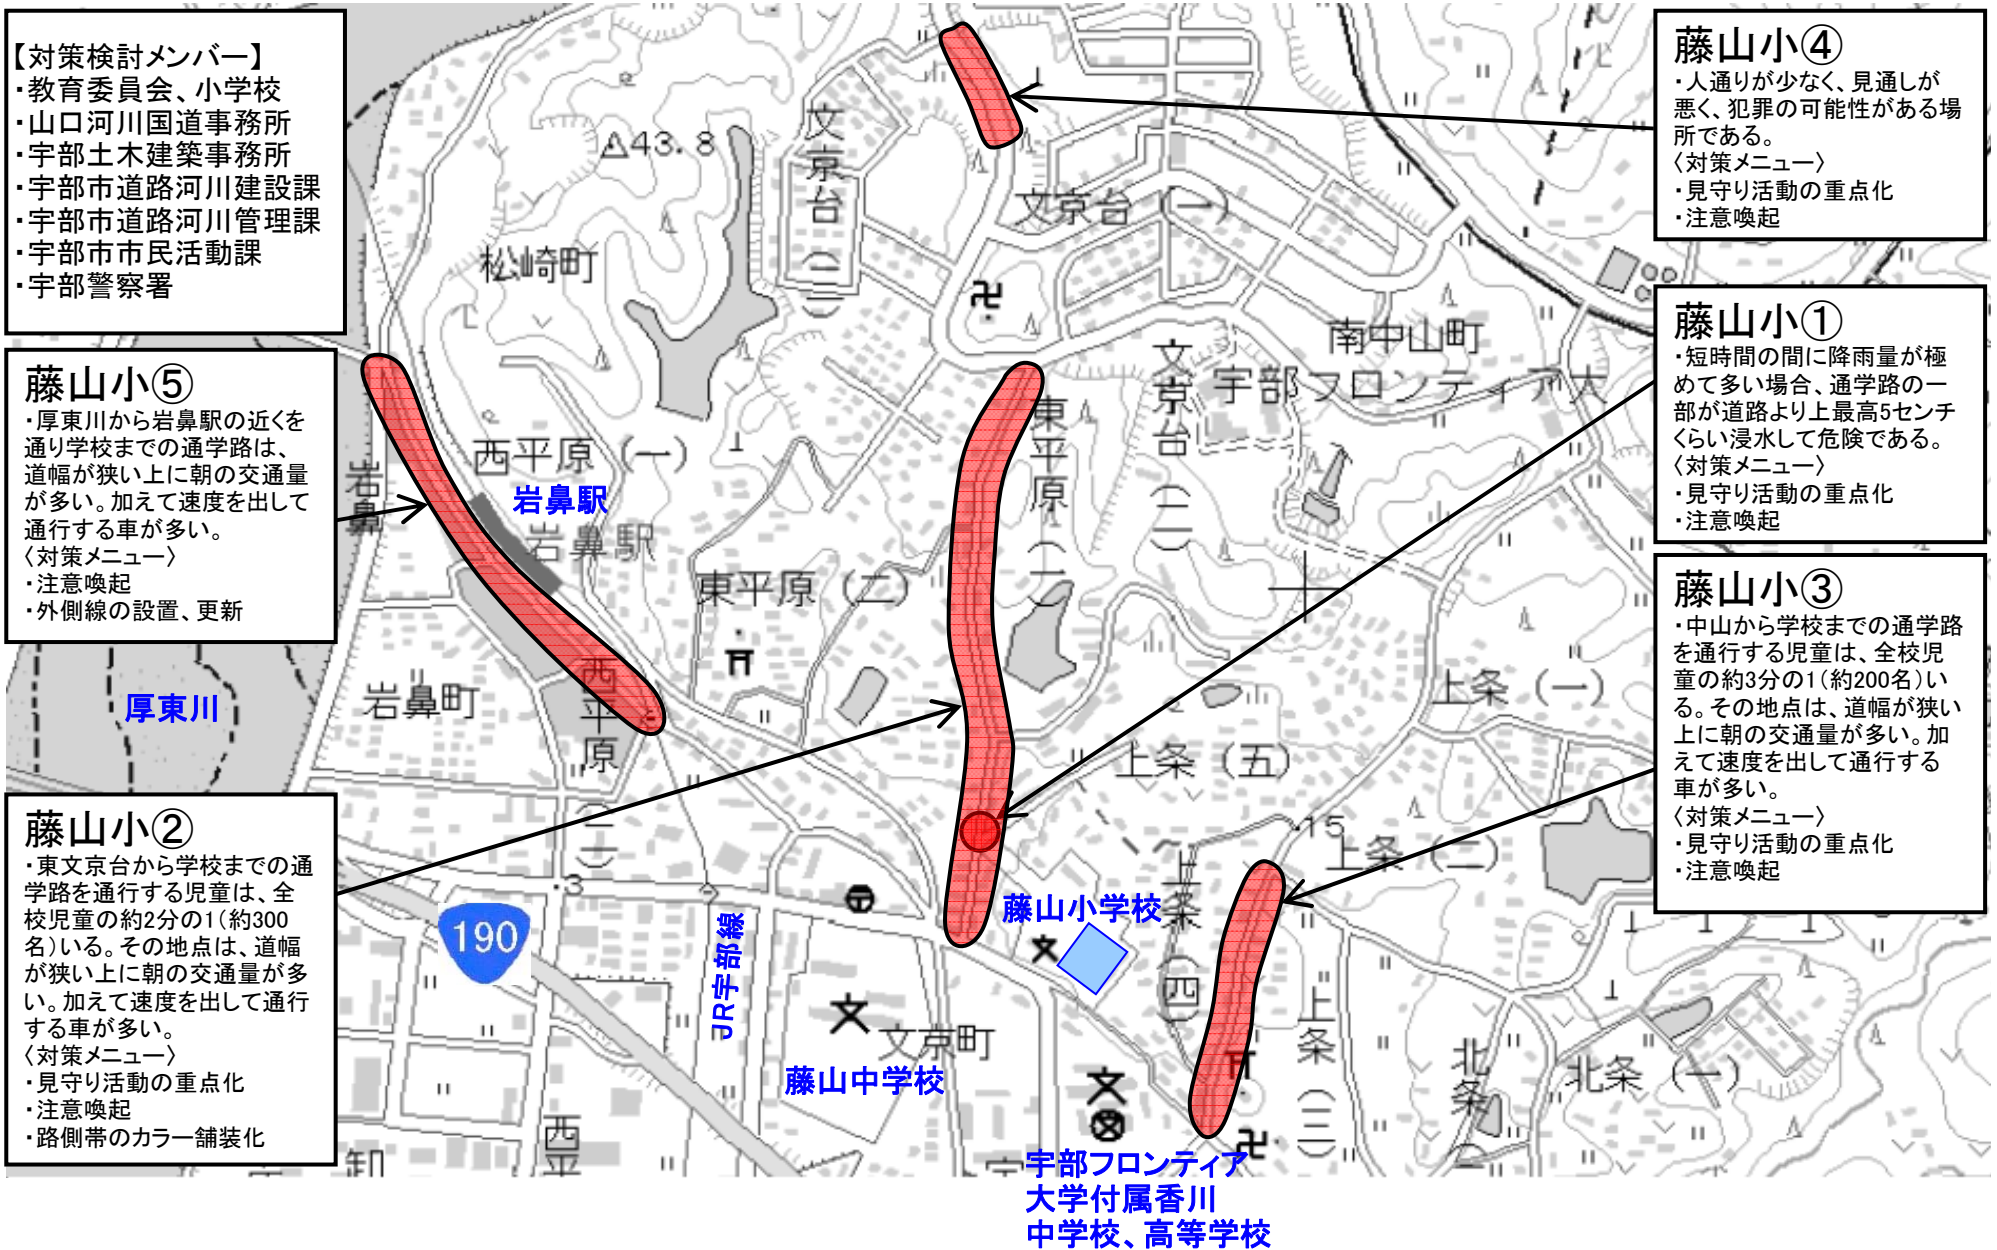 【対策検討メンバー】
・教育委員会、小学校
・山口河川国道事務所
・宇部土木建築事務所
・宇部市道路河川建設課
・宇部市道路河川管理課
・宇部市市民活動課
・宇部警察署
藤山小⑤
・厚東川から岩鼻駅の近くを
通り学校までの通学路は、
道幅が狭い上に朝の交通量
が多い。加えて速度を出して
通行する車が多い。
〈対策メニュー〉
・注意喚起
・外側線の設置、更新
藤山小②
・東文京台から学校までの通
学路を通行する児童は、全
校児童の約2分の1（約300
名）いる。その地点は、道幅
が狭い上に朝の交通量が多
い。加えて速度を出して通行
する車が多い。
〈対策メニュー〉
・見守り活動の重点化
・注意喚起
・路側帯のカラー舗装化
藤山小④
・人通りが少なく、見通しが
悪く、犯罪の可能性がある場
所である。
〈対策メニュー〉
・見守り活動の重点化
・注意喚起
藤山小①
・短時間の間に降雨量が極
めて多い場合、通学路の一
部が道路より上最高5センチ
くらい浸水して危険である。
〈対策メニュー〉
・見守り活動の重点化
・注意喚起
藤山小③
・中山から学校までの通学路
を通行する児童は、全校児
童の約3分の1（約200名）い
る。その地点は、道幅が狭い
上に朝の交通量が多い。加
えて速度を出して通行する
車が多い。
〈対策メニュー〉
・見守り活動の重点化
・注意喚起
43.8
文京台（二）
文京台（一）
松崎町
南中山町
宇部フロンティア大
文京台（二）
東平原（一）
西平原（一）
岩鼻駅
岩鼻駅
岩鼻
東平原（二）
岩鼻町
西平原（二）
厚東川
上条（一）
上条（五）
15
上条（二）
上条（四）
3
190
JR宇部線
藤山小学校
文京町
藤山中学校
上条（三）
北条
北条（一）
西平
宇部フロンティア
大学付属香川
中学校、高等学校